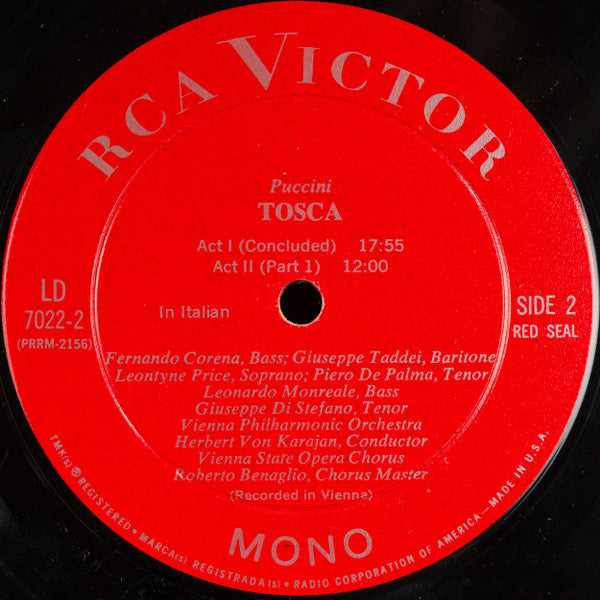 RCA VICTOR
Puccini
TOSCA
Act I (Concluded) 17:55
Act II (Part 1) 12:00
LD
7022-2
(PRRM-2156)
In Italian
SIDE 2
RED SEAL
Fernando Corena, Bass; Giuseppe Taddei, Baritone
Leontyne Price, Soprano; Piero De Palma, Tenor
Leonardo Monreale, Bass
Giuseppe Di Stefano, Tenor
Vienna Philharmonic Orchestra
Herbert Von Karajan, Conductor
Vienna State Opera Chorus
Roberto Benaglio, Chorus Master
(Recorded in Vienna)
MONO
TMK(s) ® REGISTERED • MARCA(s) REGISTRADA(s) • RADIO CORPORATION OF AMERICA—MADE IN U.S.A.